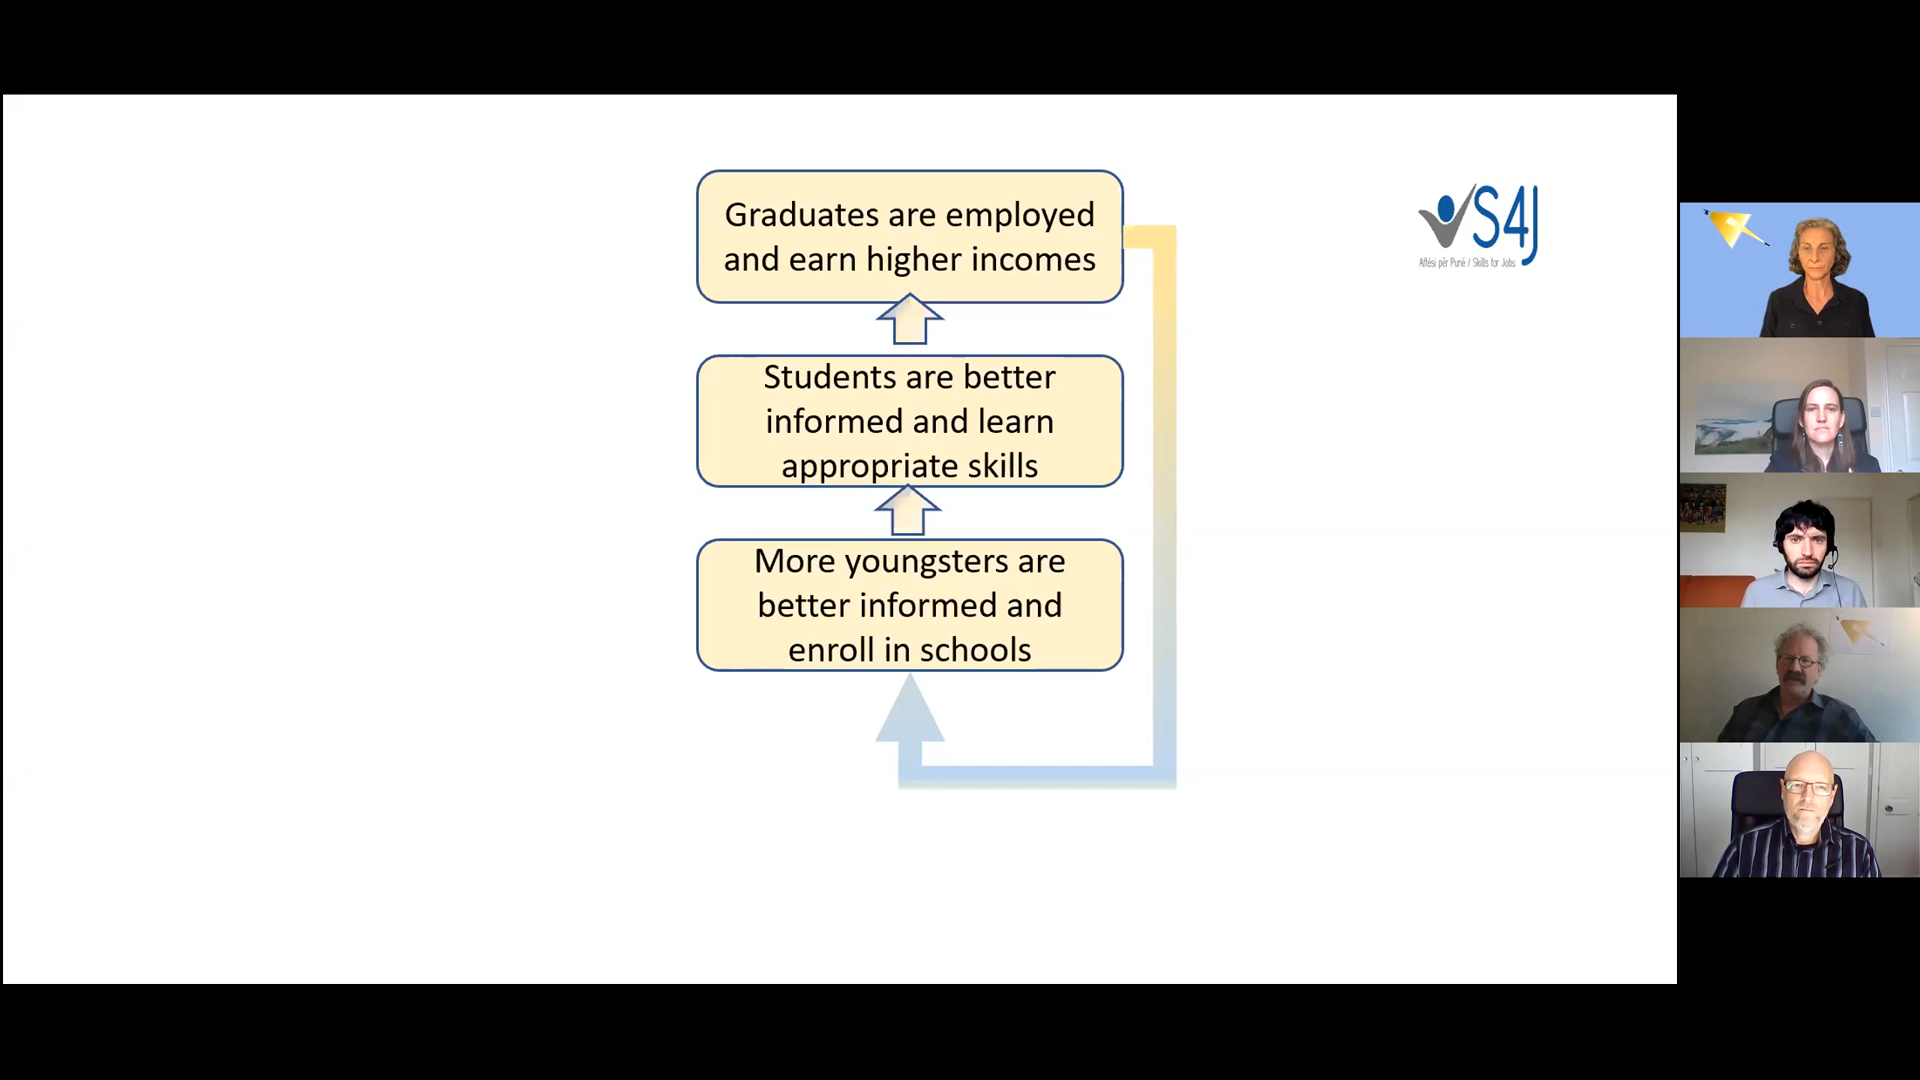 Graduates are employed
and earn higher incomes
S4J
Aftësi për Punë / Skills for Jobs
Students are better
informed and learn
appropriate skills
More youngsters are
better informed and
enroll in schools